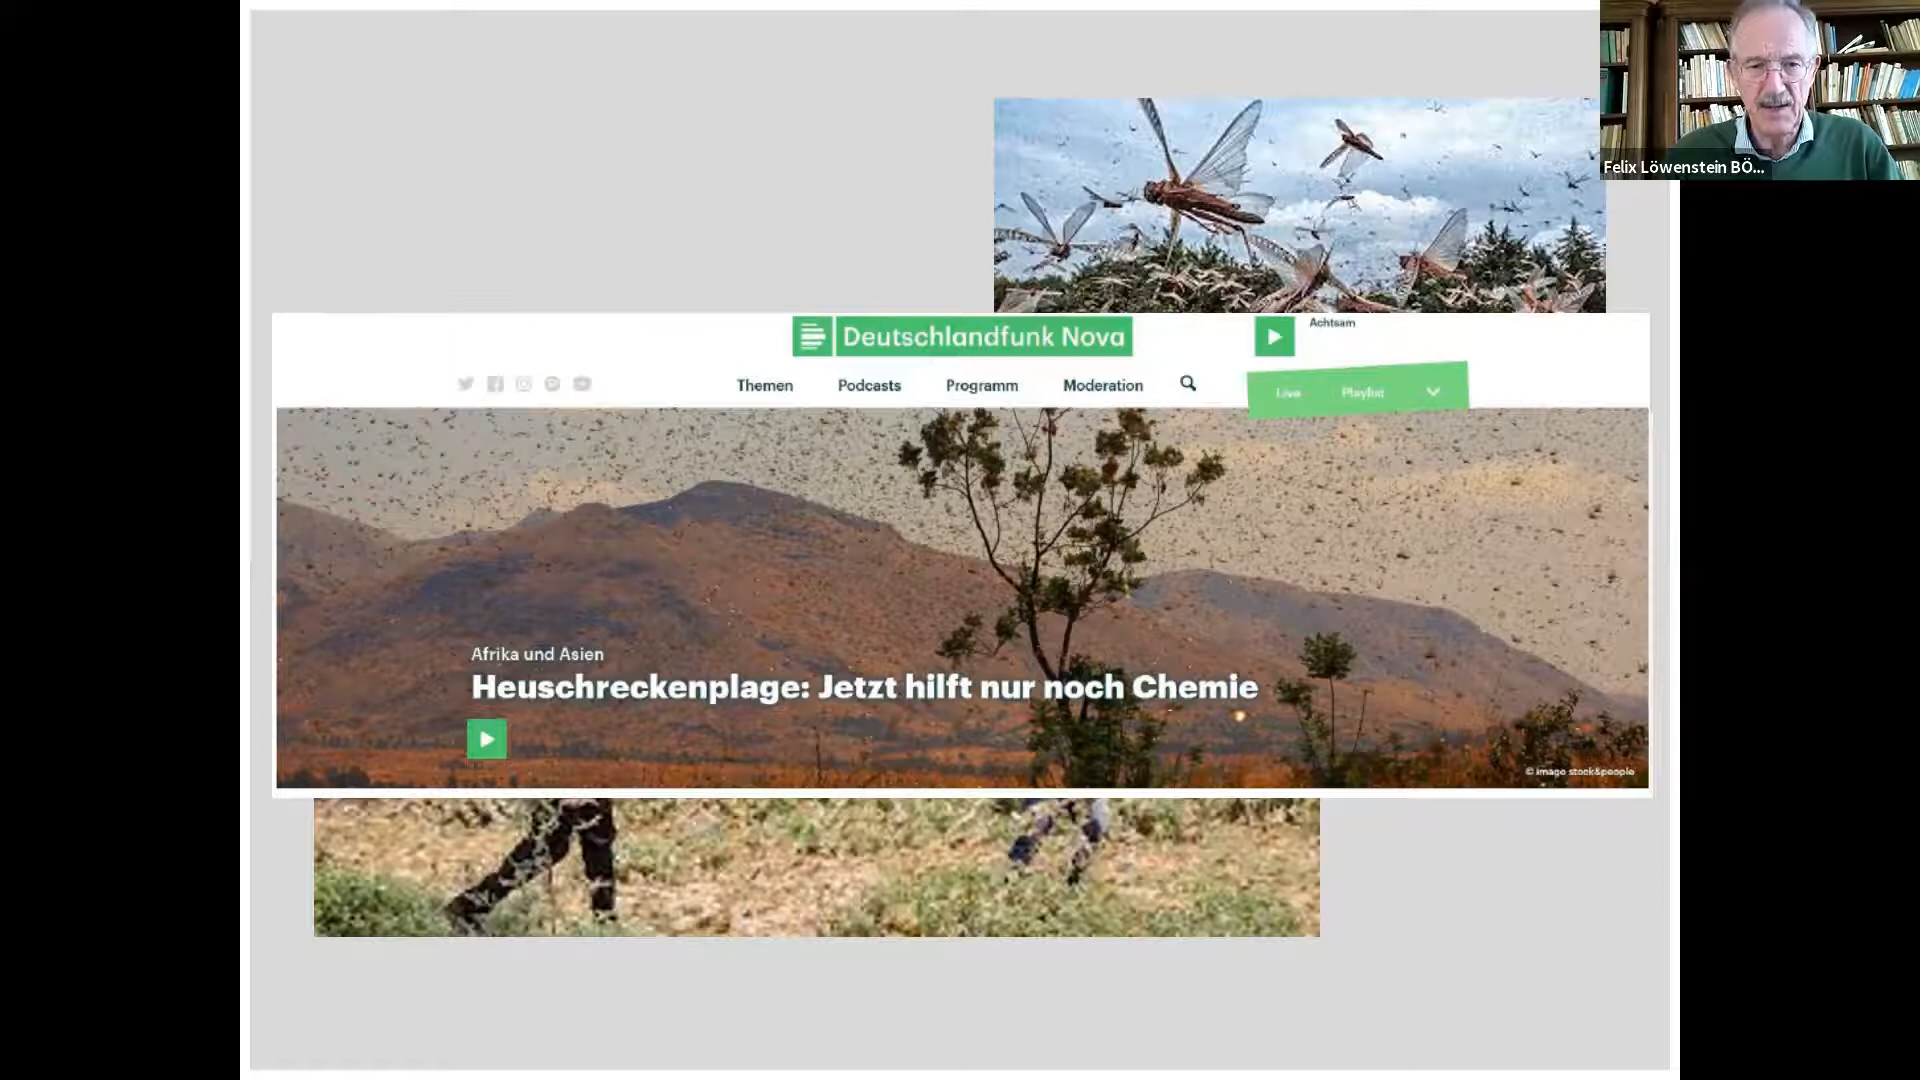 Felix Löwenstein BÖ...
Deutschlandfunk Nova
Achtsam
Themen
Podcasts
Programm
Moderation
Live
Playlist
Afrika und Asien
Heuschreckenplage: Jetzt hilft nur noch Chemie
© imago stock&people